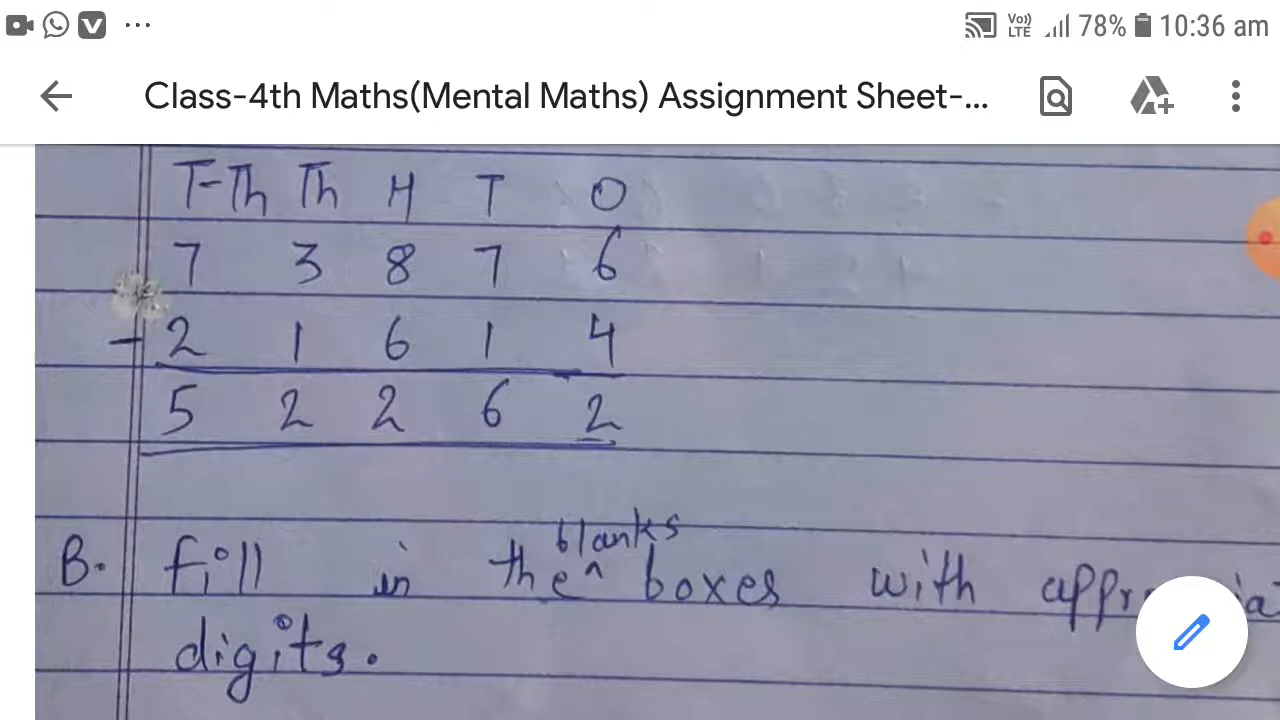 78% 10:36 am
Class-4th Maths(Mental Maths) Assignment Sheet-...
T-Th Th H T O
7 3 8 7 6
- 2 1 6 1 4
5 2 2 6 2
blanks
B. Fill in the ^ boxes with
digits.